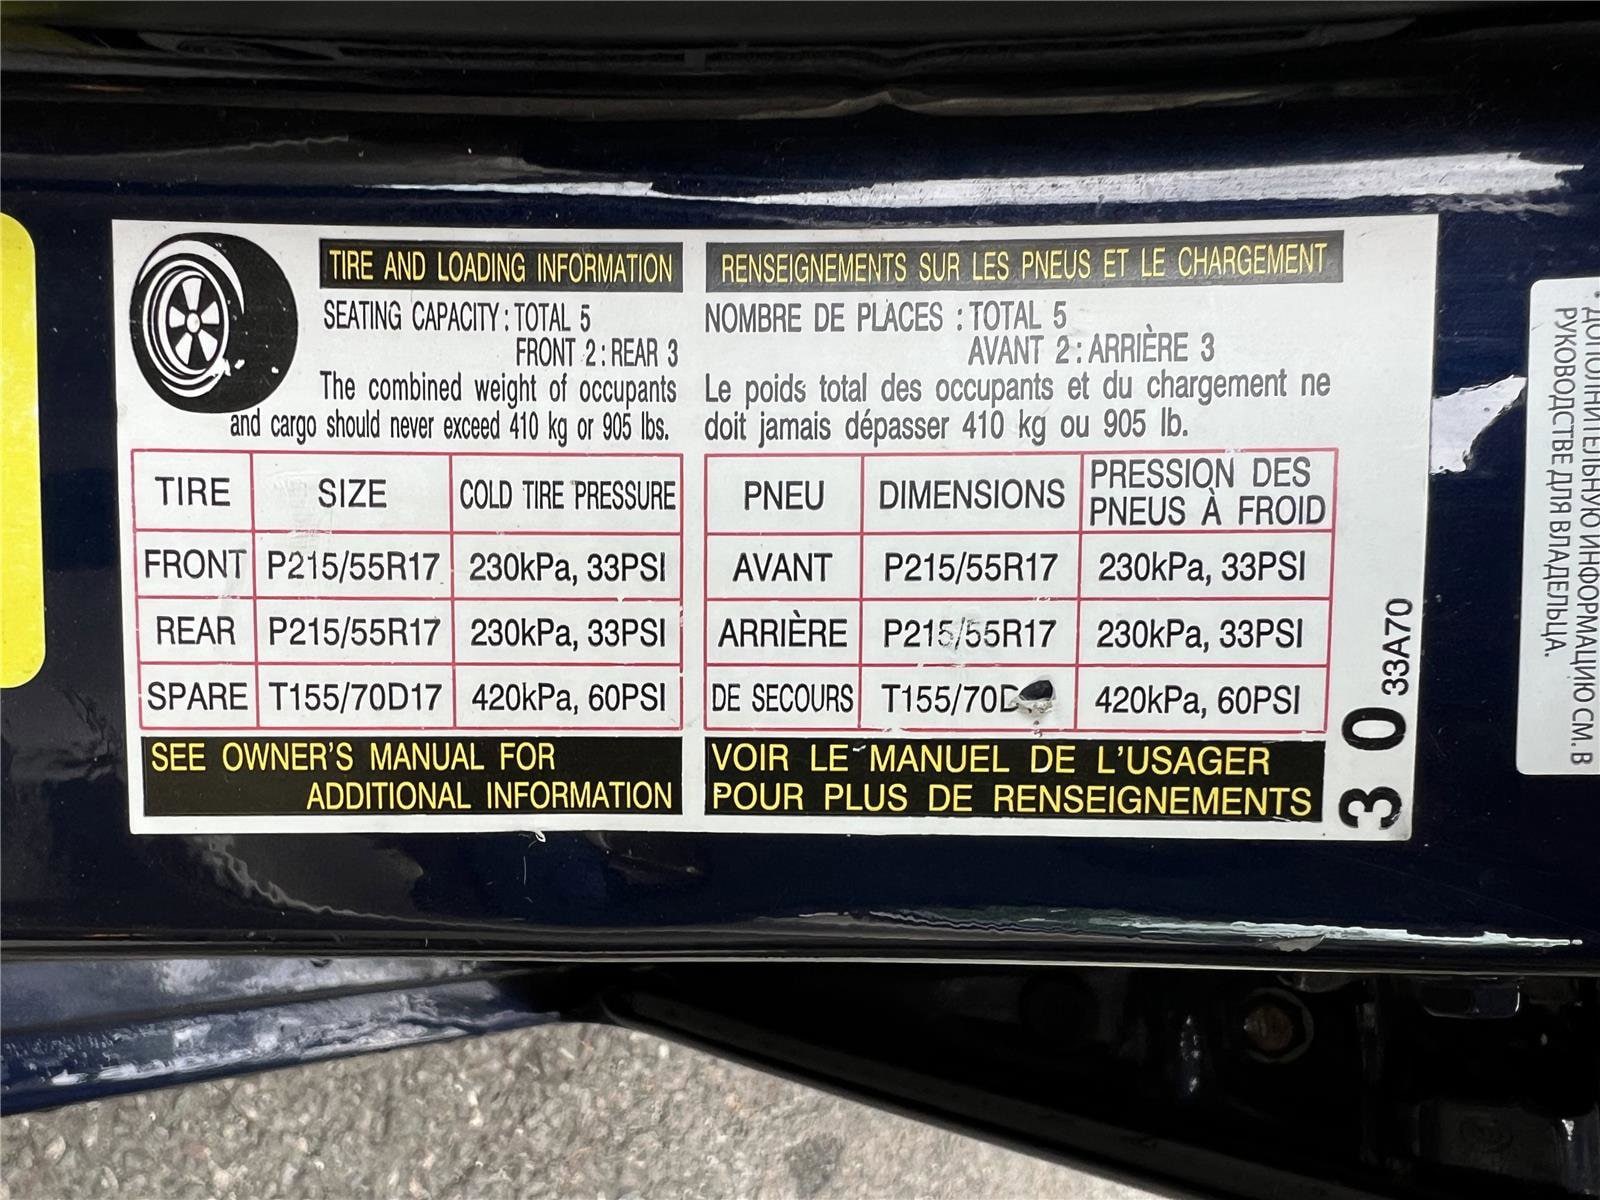 TIRE AND LOADING INFORMATION
SEATING CAPACITY : TOTAL 5
FRONT 2 : REAR 3
The combined weight of occupants
and cargo should never exceed 410 kg or 905 lbs.
TIRE SIZE COLD TIRE PRESSURE
FRONT P215/55R17 230kPa, 33PSI
REAR P215/55R17 230kPa, 33PSI
SPARE T155/70D17 420kPa, 60PSI
SEE OWNER'S MANUAL FOR
ADDITIONAL INFORMATION
RENSEIGNEMENTS SUR LES PNEUS ET LE CHARGEMENT
NOMBRE DE PLACES : TOTAL 5
AVANT 2 : ARRIÈRE 3
Le poids total des occupants et du chargement ne
doit jamais dépasser 410 kg ou 905 lb.
PNEU DIMENSIONS PRESSION DES
PNEUS À FROID
AVANT P215/55R17 230kPa, 33PSI
ARRIÈRE P215/55R17 230kPa, 33PSI
DE SECOURS T155/70D 420kPa, 60PSI
VOIR LE MANUEL DE L'USAGER
POUR PLUS DE RENSEIGNEMENTS
30 33A70
ДОПОЛНИТЕЛЬНУЮ ИНФОРМАЦИЮ СМ. В
РУКОВОДСТВЕ ДЛЯ ВЛАДЕЛЬЦА.